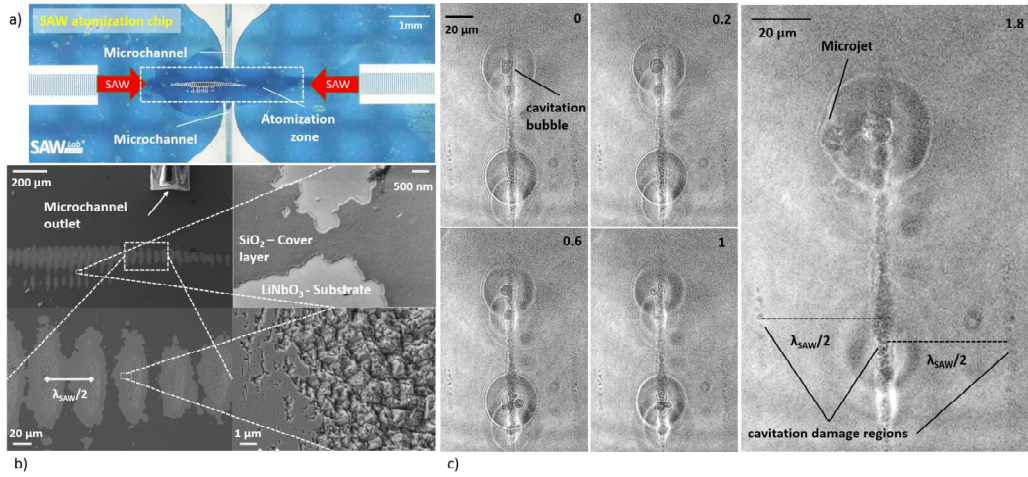 a)
SAW atomization chip
1mm
Microchannel
SAW
SAW
Microchannel
Atomization
zone
SAW Lab
200 µm
Microchannel
outlet
500 nm
SiO₂ – Cover
layer
LiNbO₃ - Substrate
λSAW/2
20 µm
1 µm
b)
c)
0
20 µm
cavitation
bubble
0.2
0.6
1
1.8
20 µm
Microjet
λSAW/2
λSAW/2
cavitation damage regions